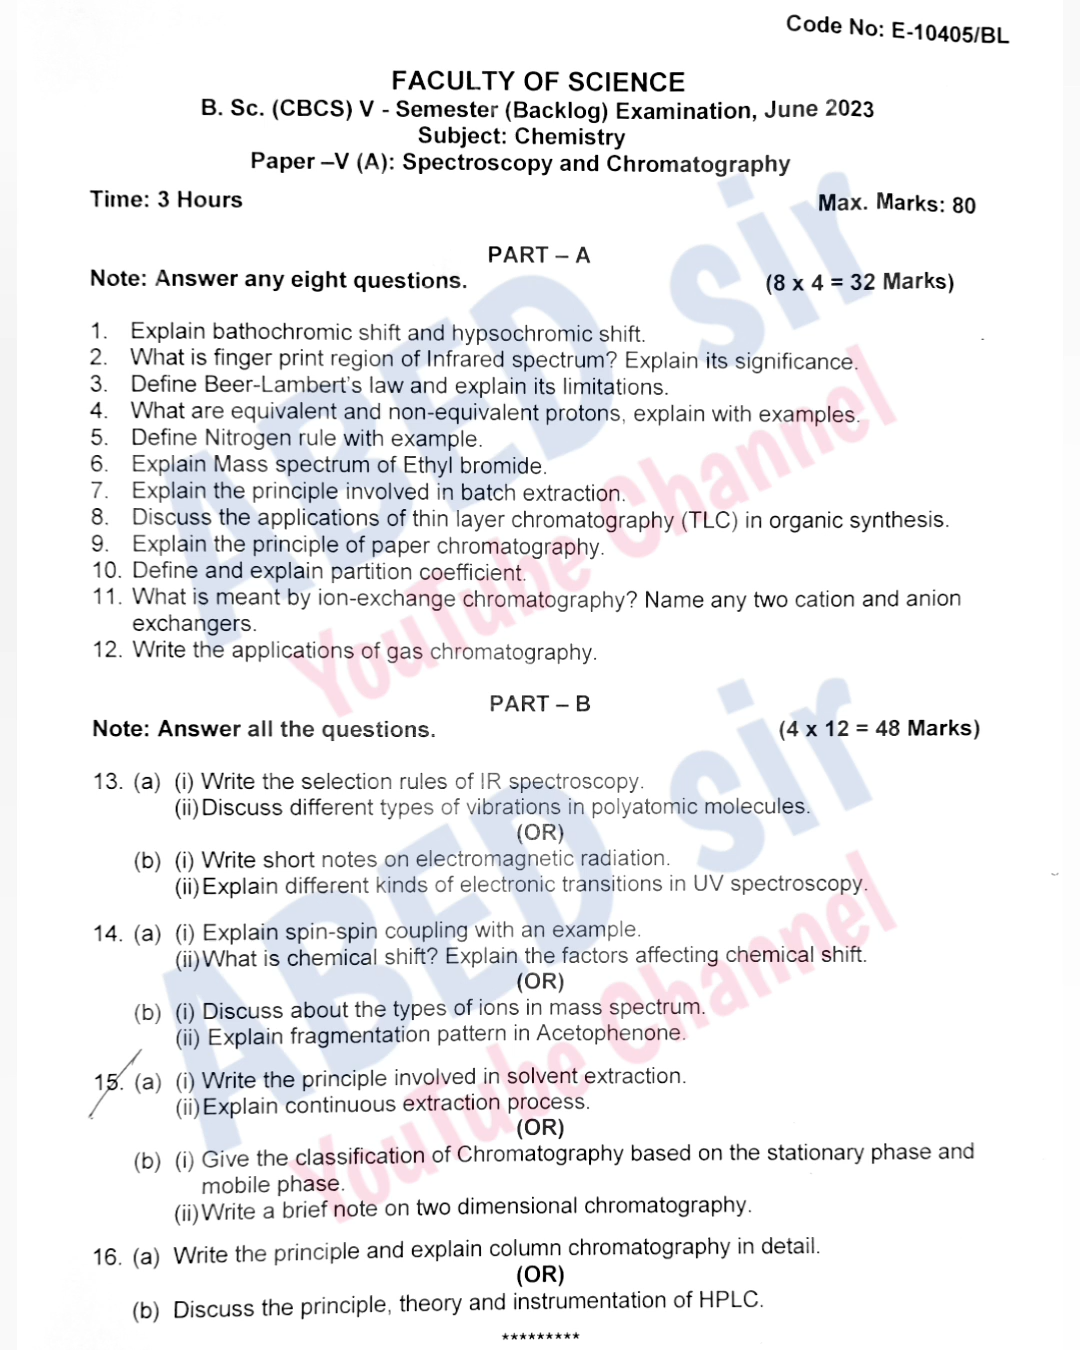 Code No: E-10405/BL
FACULTY OF SCIENCE
B. Sc. (CBCS) V - Semester (Backlog) Examination, June 2023
Subject: Chemistry
Paper –V (A): Spectroscopy and Chromatography
Time: 3 Hours Max. Marks: 80
PART – A
Note: Answer any eight questions. (8 x 4 = 32 Marks)
1. Explain bathochromic shift and hypsochromic shift.
2. What is finger print region of Infrared spectrum? Explain its significance.
3. Define Beer-Lambert's law and explain its limitations.
4. What are equivalent and non-equivalent protons, explain with examples.
5. Define Nitrogen rule with example.
6. Explain Mass spectrum of Ethyl bromide.
7. Explain the principle involved in batch extraction.
8. Discuss the applications of thin layer chromatography (TLC) in organic synthesis.
9. Explain the principle of paper chromatography.
10. Define and explain partition coefficient.
11. What is meant by ion-exchange chromatography? Name any two cation and anion
exchangers.
12. Write the applications of gas chromatography.
ABED sir
YouTube Channel
PART – B
Note: Answer all the questions. (4 x 12 = 48 Marks)
13. (a) (i) Write the selection rules of IR spectroscopy.
(ii) Discuss different types of vibrations in polyatomic molecules.
(OR)
(b) (i) Write short notes on electromagnetic radiation.
(ii) Explain different kinds of electronic transitions in UV spectroscopy.
14. (a) (i) Explain spin-spin coupling with an example.
(ii) What is chemical shift? Explain the factors affecting chemical shift.
(OR)
(b) (i) Discuss about the types of ions in mass spectrum.
(ii) Explain fragmentation pattern in Acetophenone.
15. (a) (i) Write the principle involved in solvent extraction.
(ii) Explain continuous extraction process.
(OR)
(b) (i) Give the classification of Chromatography based on the stationary phase and
mobile phase.
(ii) Write a brief note on two dimensional chromatography.
16. (a) Write the principle and explain column chromatography in detail.
(OR)
(b) Discuss the principle, theory and instrumentation of HPLC.
*********
ABED sir
YouTube Channel